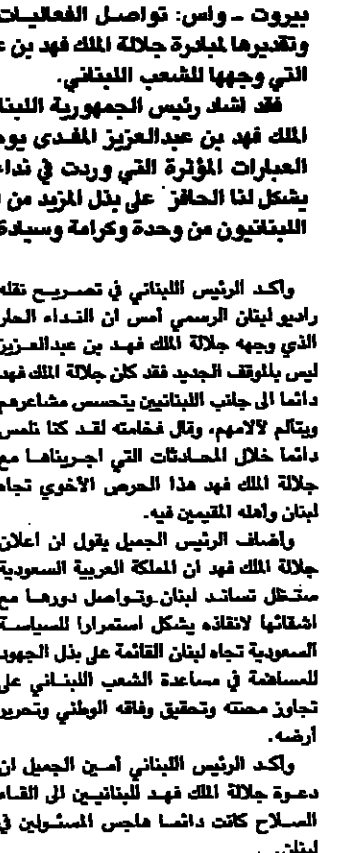 بيروت - واس: تواصل الفعاليات
وتقديرها لمبادرة جلالة الملك فهد بن
التي وجهها للشعب اللبناني.
فقد اشاد رئيس الجمهورية اللبنا
الملك فهد بن عبدالعزيز المفدى يوم
العبارات المؤثرة التي وردت في نداء
يشكل لنا الحافز على بذل المزيد من
اللبنانيون من وحدة وكرامة وسيادة
واكد الرئيس اللبناني في تصريح نقله
راديو لبنان الرسمي أمس ان النداء الحار
الذي وجهه جلالة الملك فهد بن عبدالعزيز
ليس بالموقف الجديد فقد كان جلالة الملك فهد
دائما الى جانب اللبنانيين يتحسس مشاعرهم
ويتألم لآلامهم، وقال فخامته لقد كنا نلمس
دائما خلال المحادثات التي اجريناها مع
جلالة الملك فهد هذا الحرص الأخوي تجاه
لبنان وأهله المقيمين فيه.
واضاف الرئيس الجميل يقول ان اعلان
جلالة الملك فهد ان المملكة العربية السعودية
ستظل تساند لبنان وتواصل دورها مع
اشقائها لانقاذه يشكل استمرارا للسياسة
السعودية تجاه لبنان القائمة على بذل الجهود
للمساهمة في مساعدة الشعب اللبناني على
تجاوز محنته وتحقيق وفاقه الوطني وتحرير
أرضه.
واكد الرئيس اللبناني أمين الجميل ان
دعوة جلالة الملك فهد للبنانيين الى القاء
السلاح كانت دائما هاجس المسئولين في
لبنان